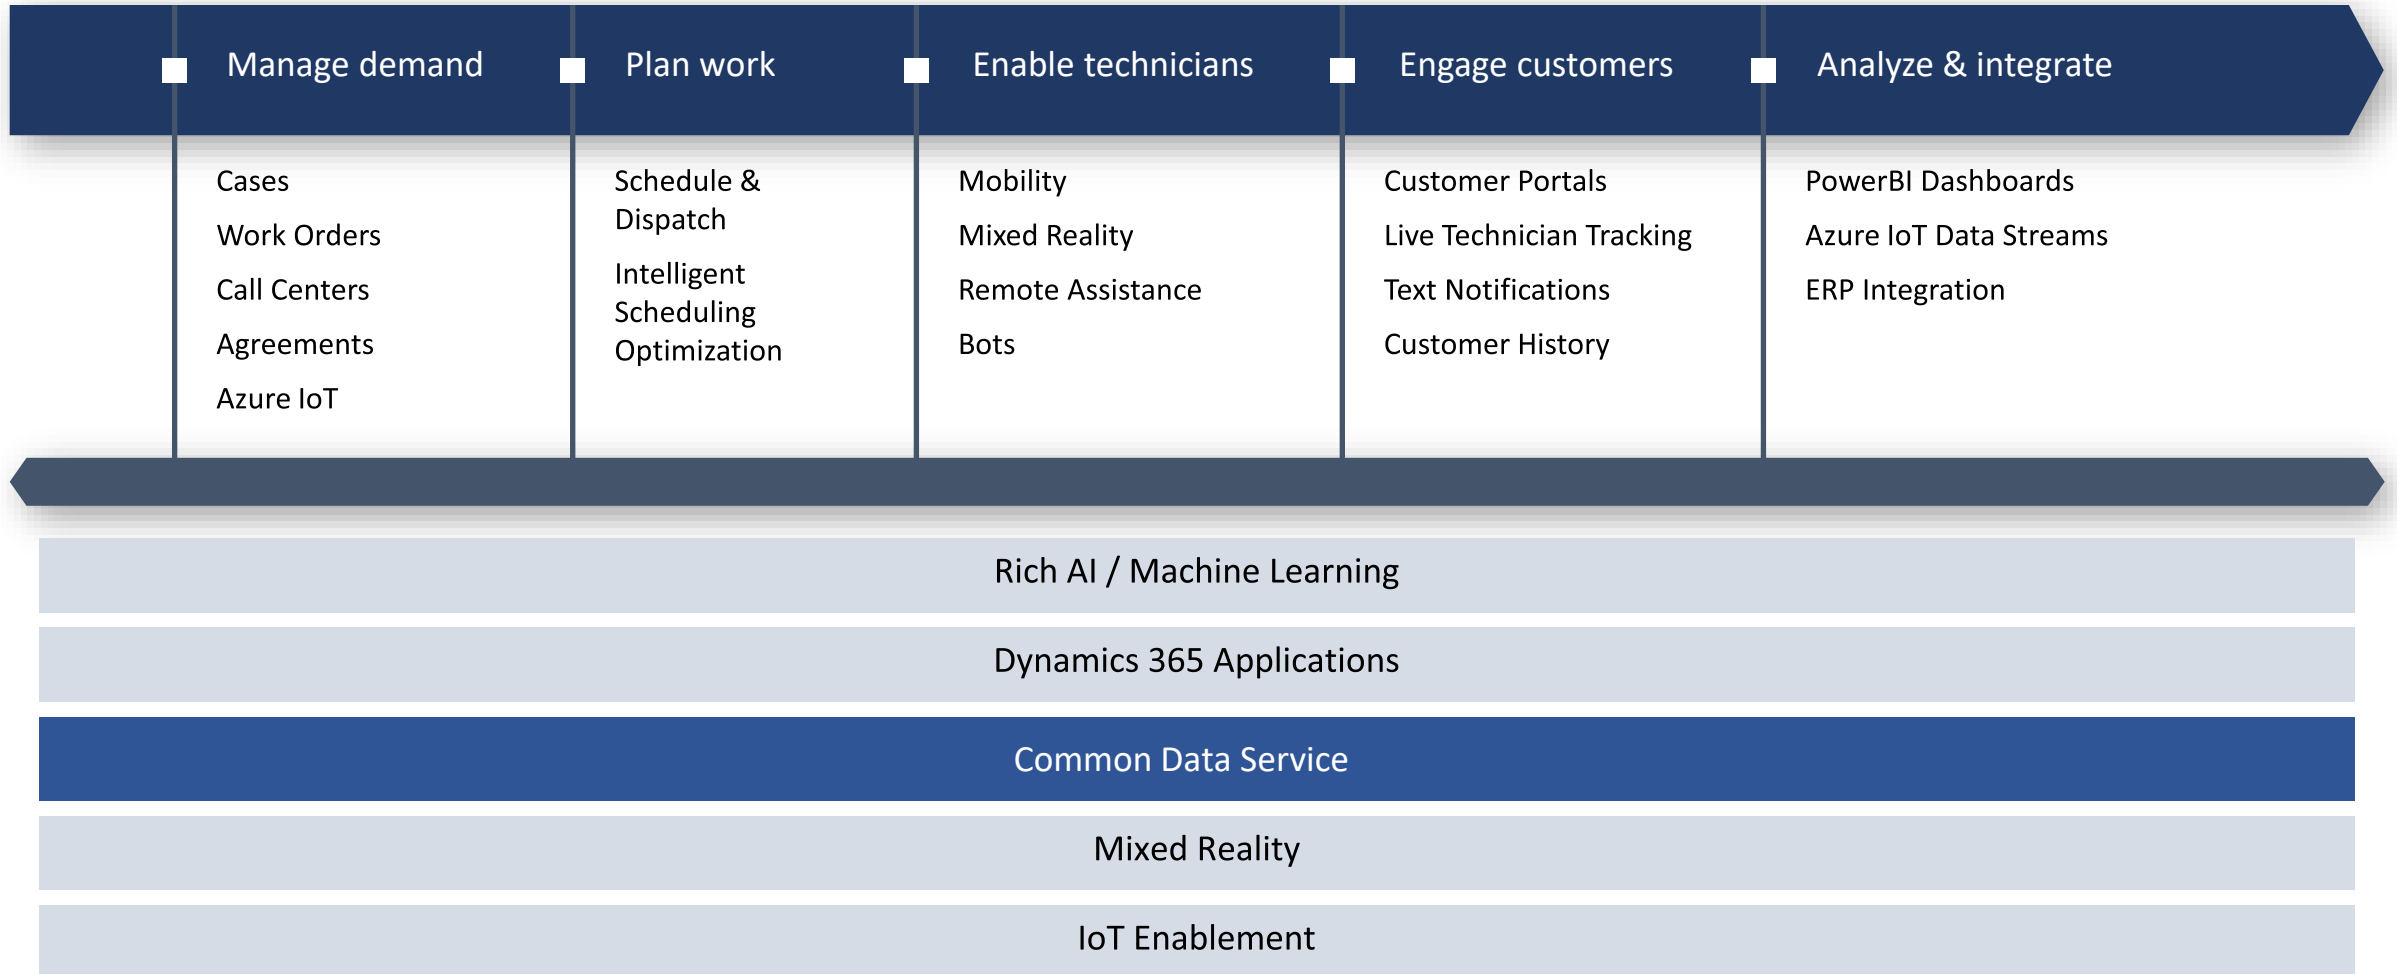 Manage demand
Plan work
Enable technicians
Engage customers
Analyze & integrate
Cases
Work Orders
Call Centers
Agreements
Azure IoT
Schedule &
Dispatch
Intelligent
Scheduling
Optimization
Mobility
Mixed Reality
Remote Assistance
Bots
Customer Portals
Live Technician Tracking
Text Notifications
Customer History
PowerBI Dashboards
Azure IoT Data Streams
ERP Integration
Rich AI / Machine Learning
Dynamics 365 Applications
Common Data Service
Mixed Reality
IoT Enablement